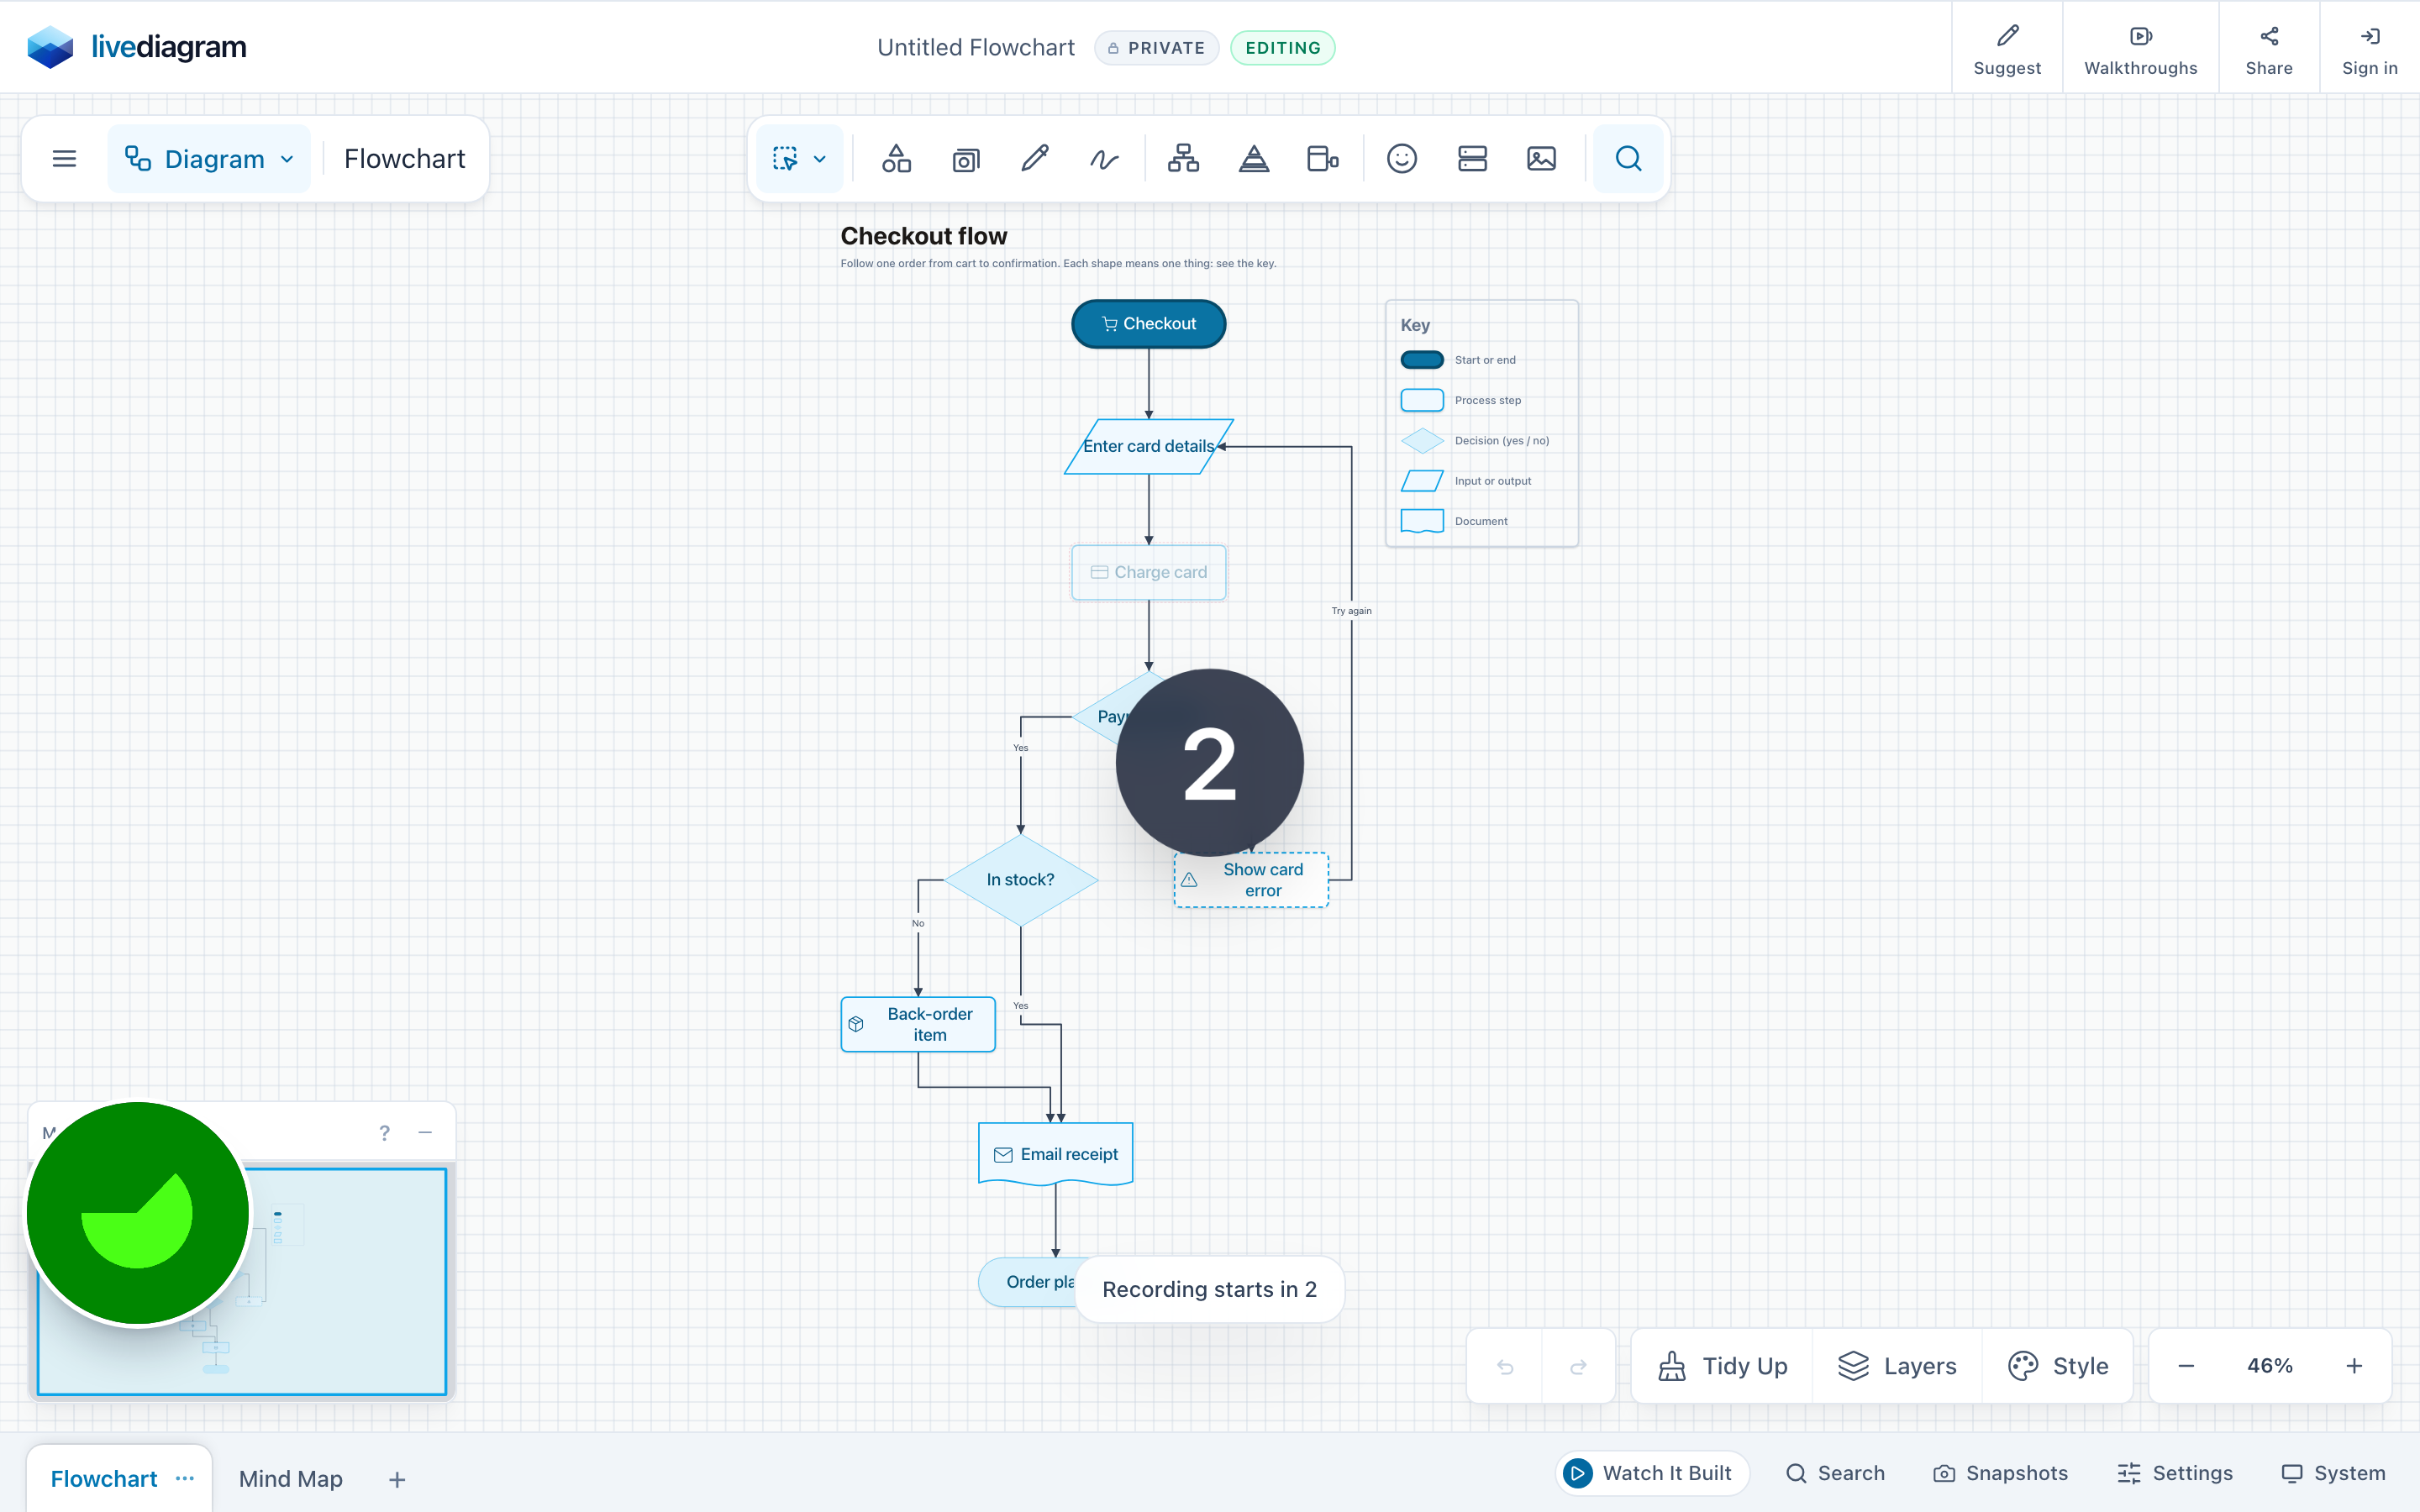 livediagram
Untitled Flowchart
PRIVATE
EDITING
Suggest
Walkthroughs
Share
Sign in
Diagram
Flowchart
Checkout flow
Follow one order from cart to confirmation. Each shape means one thing: see the key.
Checkout
Key
Start or end
Process step
Decision (yes / no)
Input or output
Document
Enter card details
Charge card
Try again
2
Yes
In stock?
Show card
error
No
Yes
Back-order
item
Email receipt
Recording starts in 2
?
Tidy Up
Layers
Style
46%
Flowchart
Mind Map
Watch It Built
Search
Snapshots
Settings
System